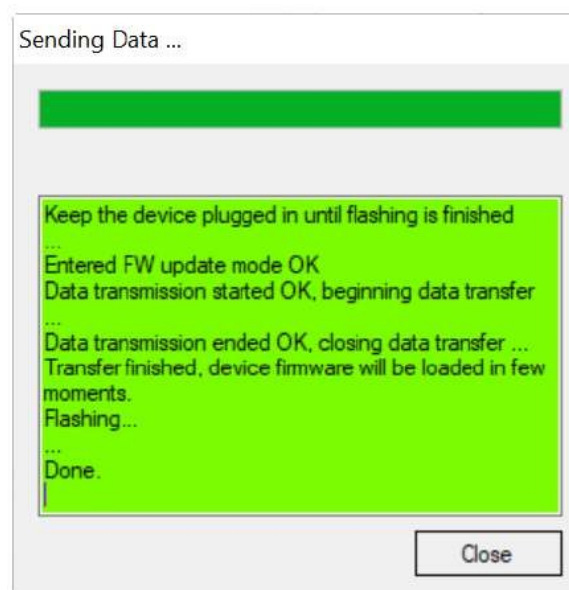 Sending Data ...
Keep the device plugged in until flashing is finished
...
Entered FW update mode OK
Data transmission started OK, beginning data transfer
...
Data transmission ended OK, closing data transfer ...
Transfer finished, device firmware will be loaded in few
moments.
Flashing...
...
Done.
Close